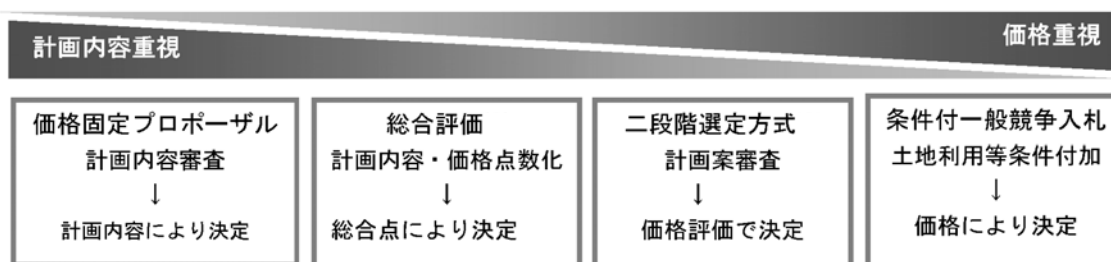 計画内容重視
価格重視
価格固定プロポーザル
計画内容審査
↓
計画内容により決定
総合評価
計画内容・価格点数化
↓
総合点により決定
二段階選定方式
計画案審査
↓
価格評価で決定
条件付一般競争入札
土地利用等条件付加
↓
価格により決定